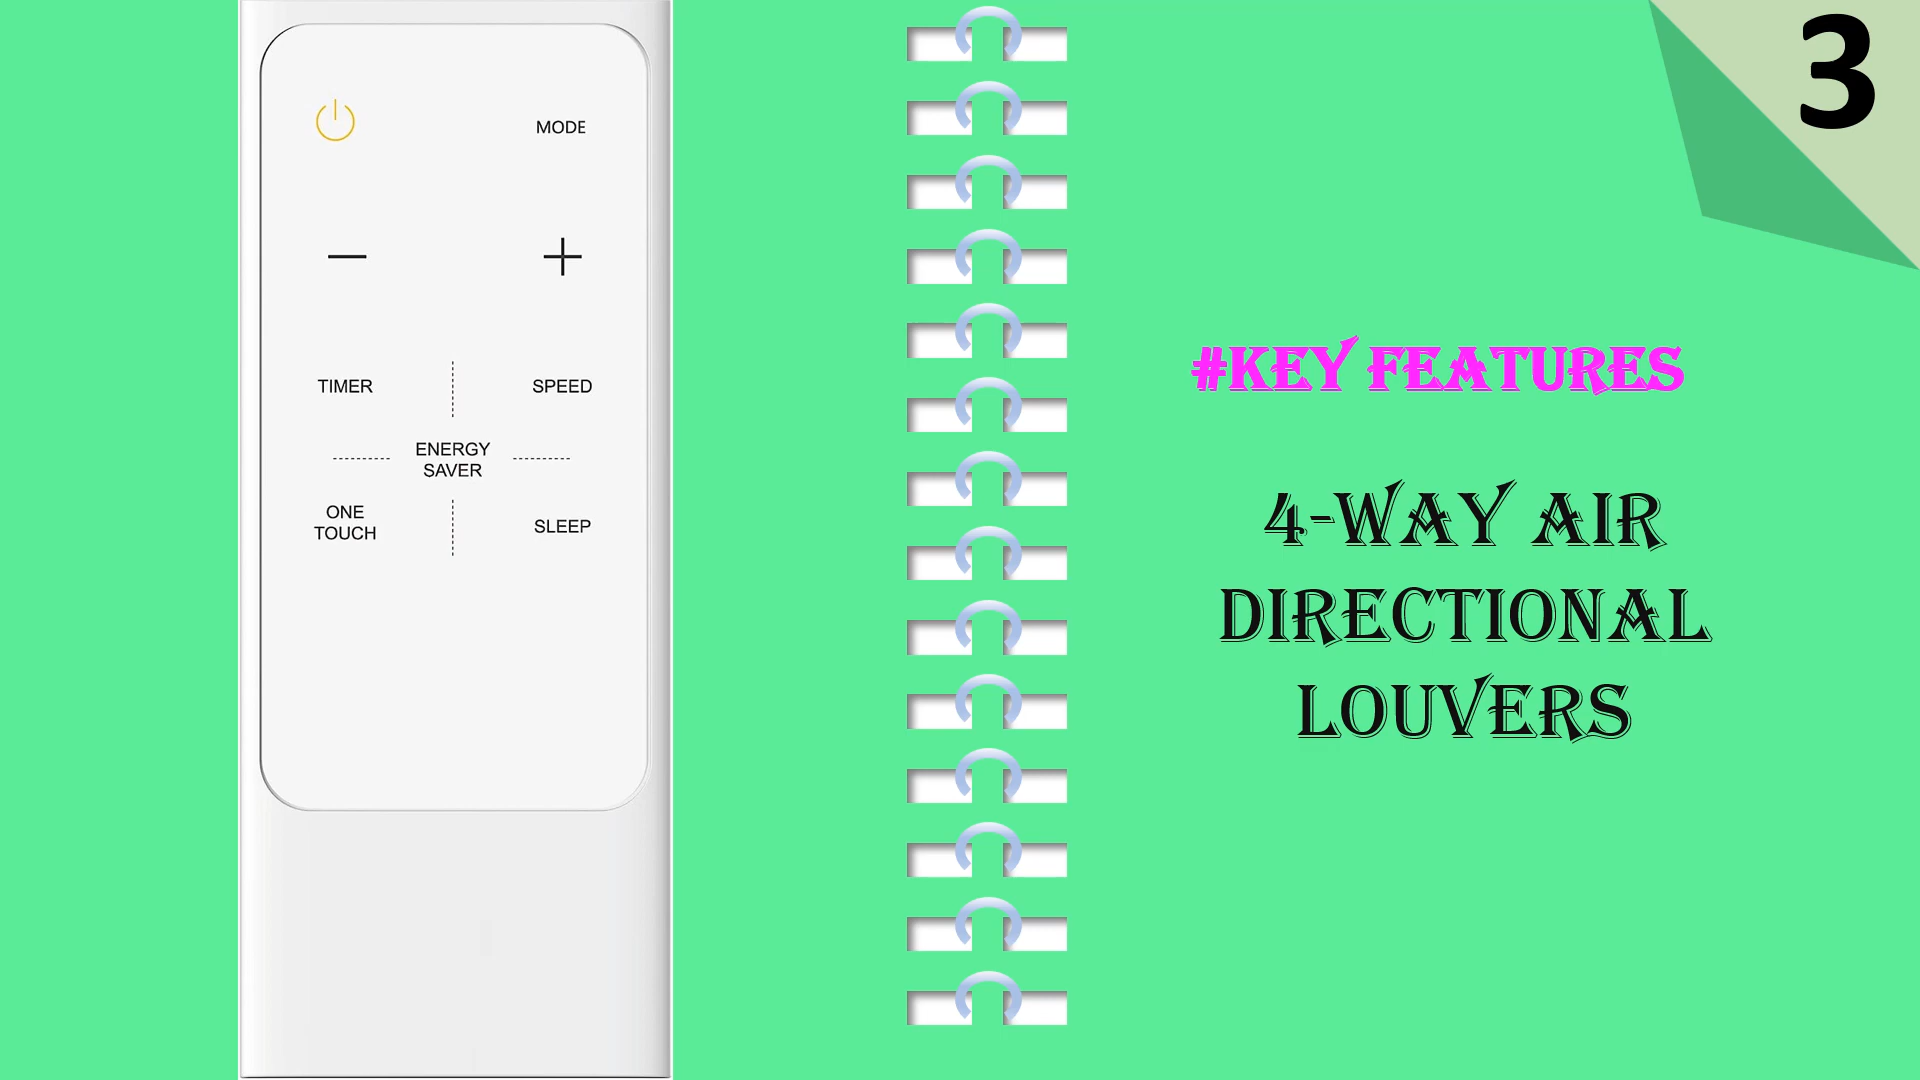 MODE
TIMER
SPEED
ENERGY
SAVER
ONE
TOUCH
SLEEP
3
#KEY FEATURES
4-WAY AIR
DIRECTIONAL
LOUVERS